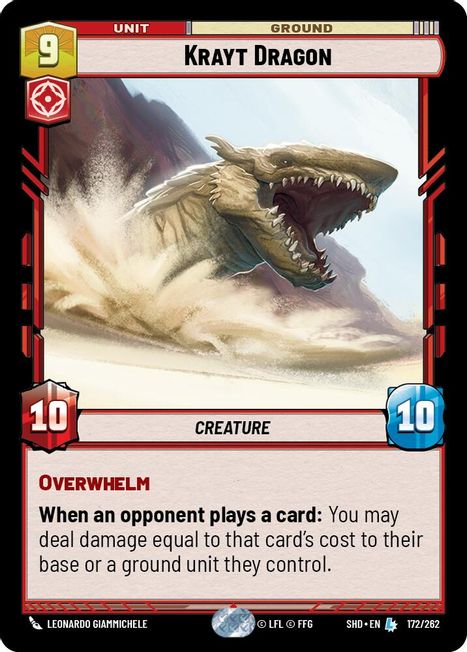 UNIT
GROUND
9
KRAYT DRAGON
10
CREATURE
10
OVERWHELM
When an opponent plays a card: You may
deal damage equal to that card's cost to their
base or a ground unit they control.
LEONARDO GIAMMICHELE
© LFL © FFG
SHD • EN
L
172/262